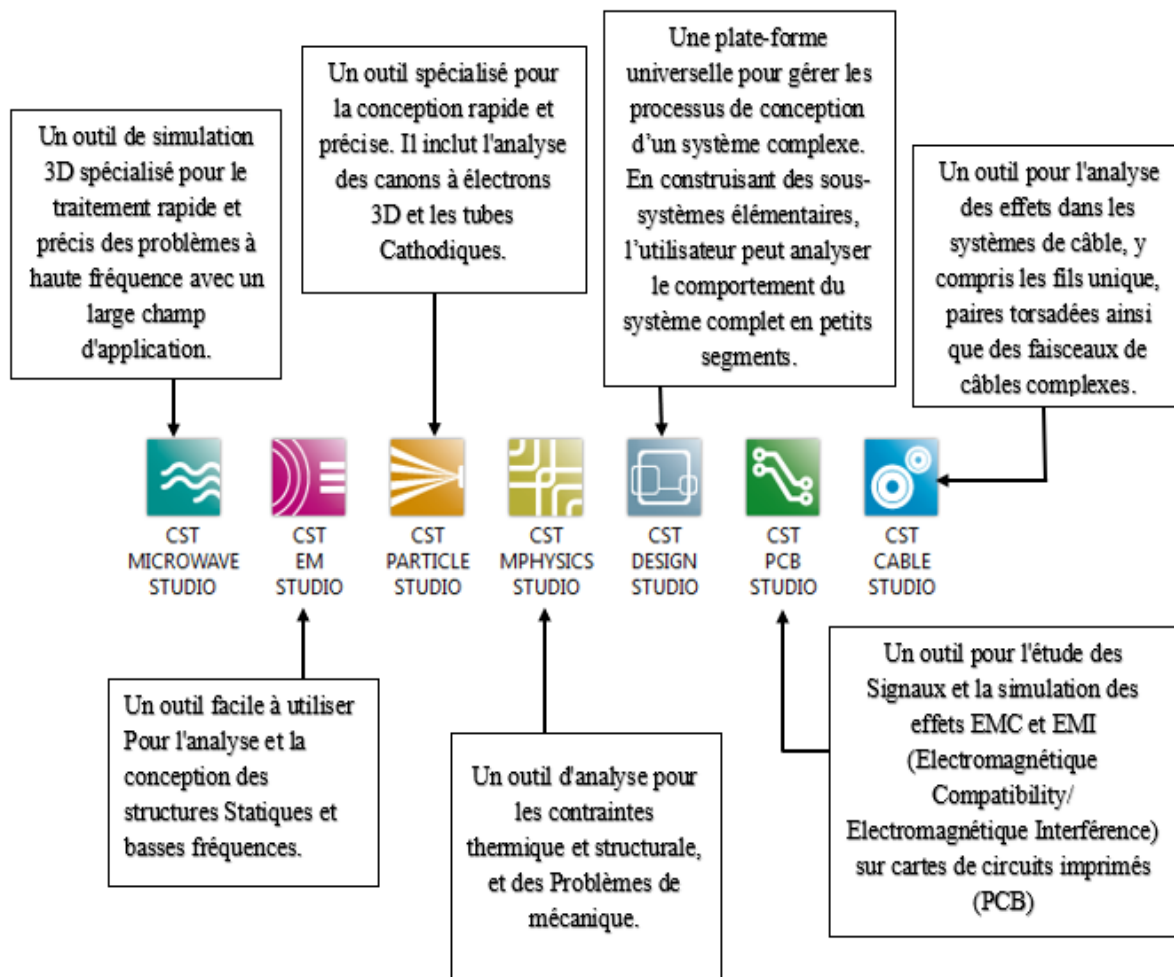 Un outil de simulation
3D spécialisé pour le
traitement rapide et
précis des problèmes à
haute fréquence avec un
large champ
d'application.
Un outil spécialisé pour
la conception rapide et
précise. Il inclut l'analyse
des canons à électrons
3D et les tubes
Cathodiques.
Une plate-forme
universelle pour gérer les
processus de conception
d’un système complexe.
En construisant des sous-
systèmes élémentaires,
l’utilisateur peut analyser
le comportement du
système complet en petits
segments.
Un outil pour l'analyse
des effets dans les
systèmes de câble, y
compris les fils unique,
paires torsadées ainsi
que des faisceaux de
câbles complexes.
CST
MICROWAVE
STUDIO
CST
EM
STUDIO
CST
PARTICLE
STUDIO
CST
MPHYSICS
STUDIO
CST
DESIGN
STUDIO
CST
PCB
STUDIO
CST
CABLE
STUDIO
Un outil facile à utiliser
Pour l'analyse et la
conception des
structures Statiques et
basses fréquences.
Un outil d'analyse pour
les contraintes
thermique et structurale,
et des Problèmes de
mécanique.
Un outil pour l'étude des
Signaux et la simulation des
effets EMC et EMI
(Electromagnétique
Compatibility/
Electromagnétique Interférence)
sur cartes de circuits imprimés
(PCB)